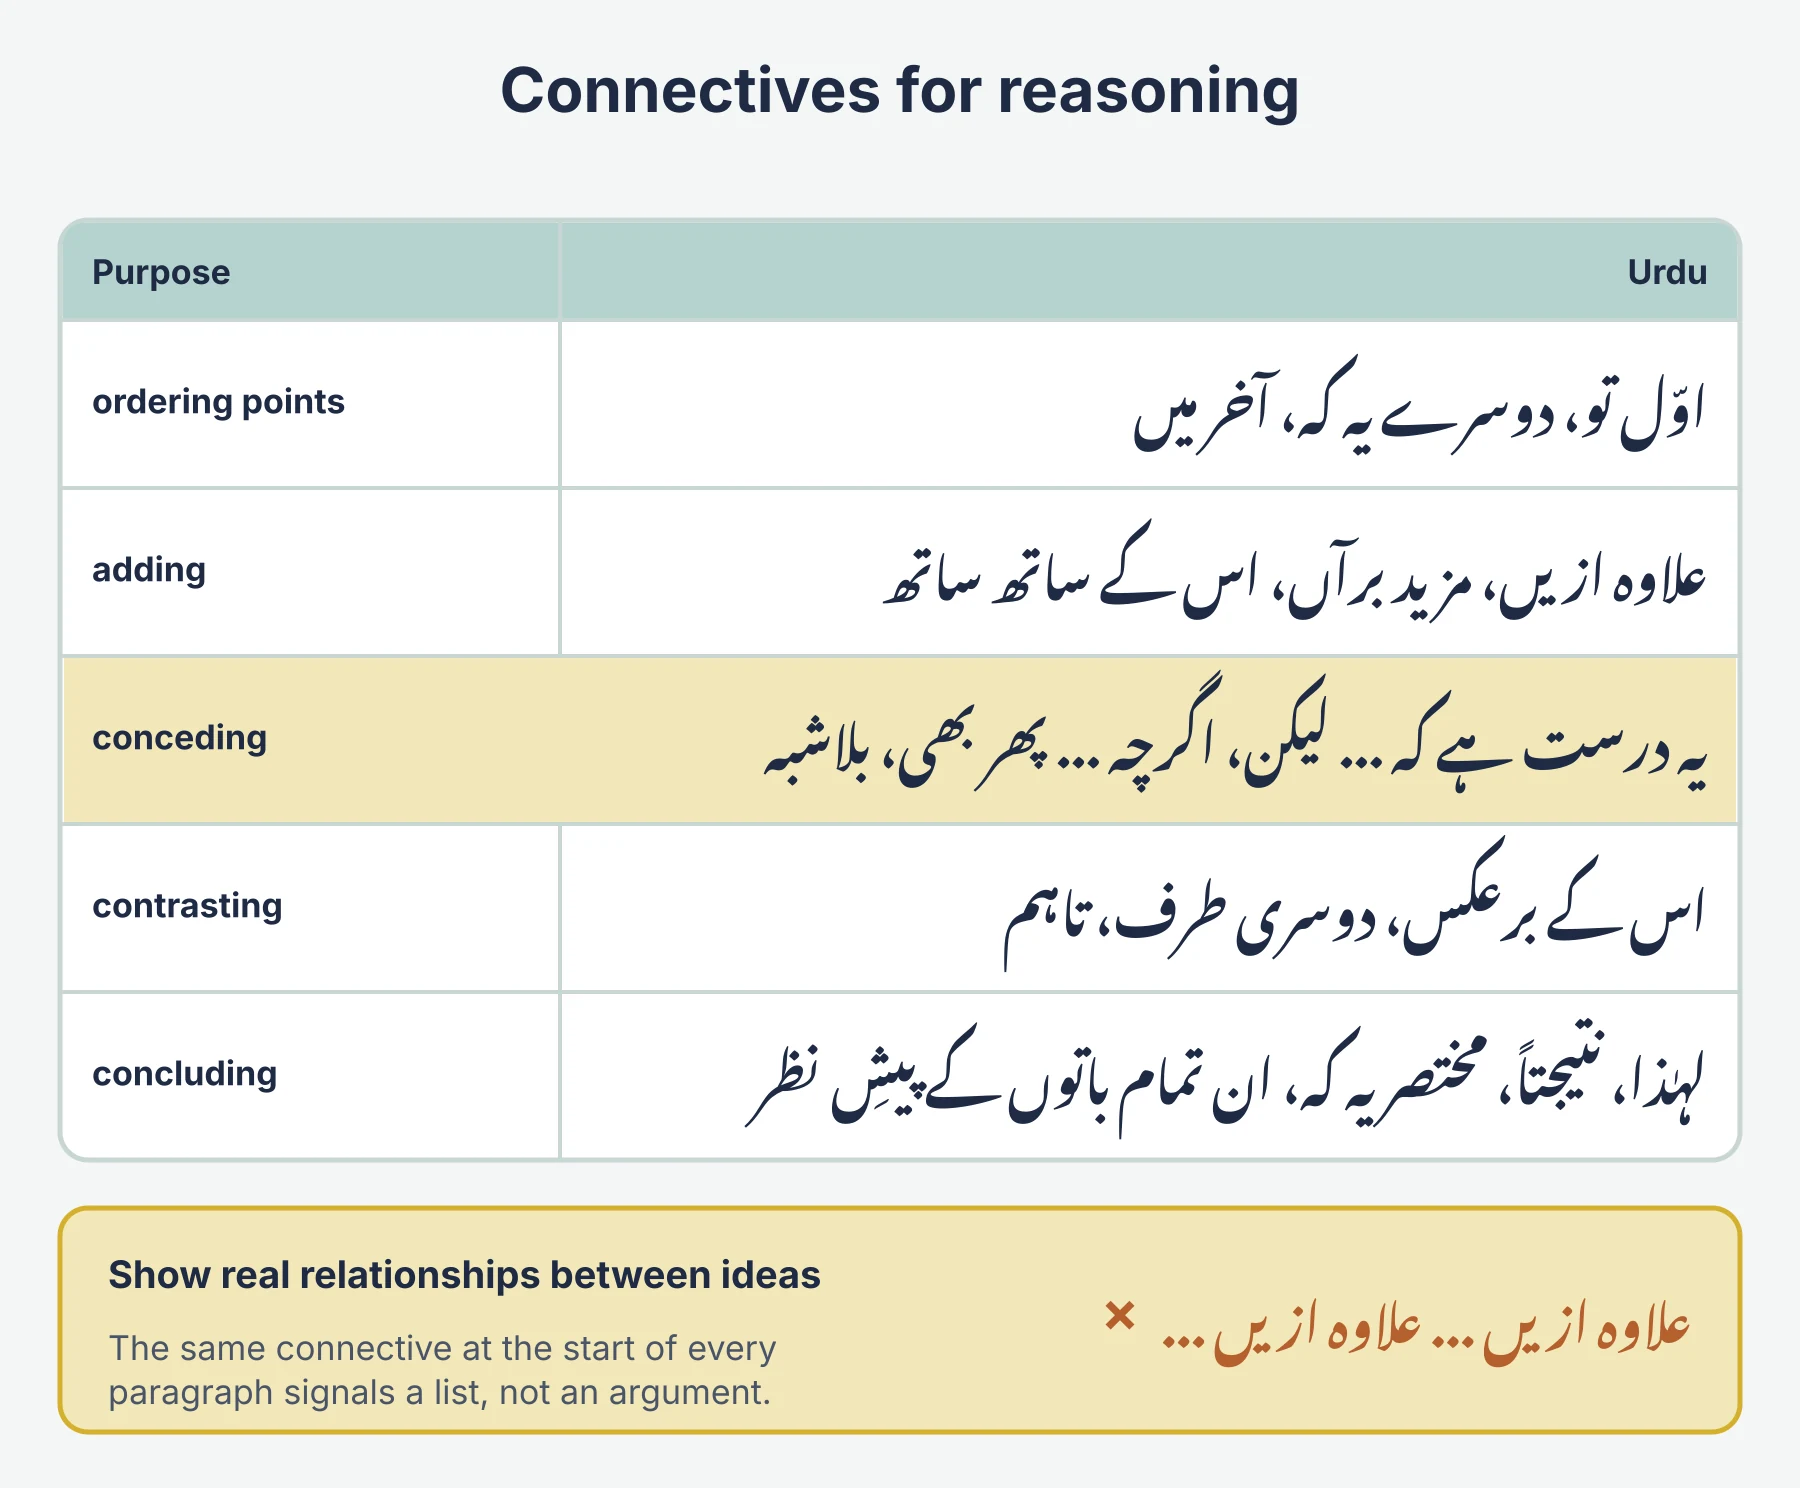 Connectives for reasoning
Purpose
Urdu
ordering points
اوّل تو، دوسرے یہ کہ، آخر میں
adding
علاوہ ازیں، مزید برآں، اس کے ساتھ ساتھ
conceding
یہ درست ہے کہ … لیکن، اگرچہ … پھر بھی، بلاشبہ
contrasting
اس کے برعکس، دوسری طرف، تاہم
concluding
لہٰذا، نتیجتاً، مختصر یہ کہ، ان تمام باتوں کے پیشِ نظر
Show real relationships between ideas
The same connective at the start of every
paragraph signals a list, not an argument.
علاوہ ازیں … علاوہ ازیں … ×